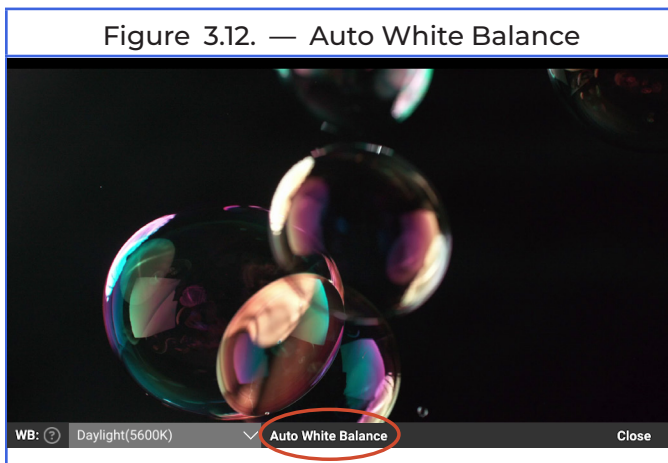 Figure 3.12. — Auto White Balance
WB: ? Daylight(5600K) Auto White Balance Close